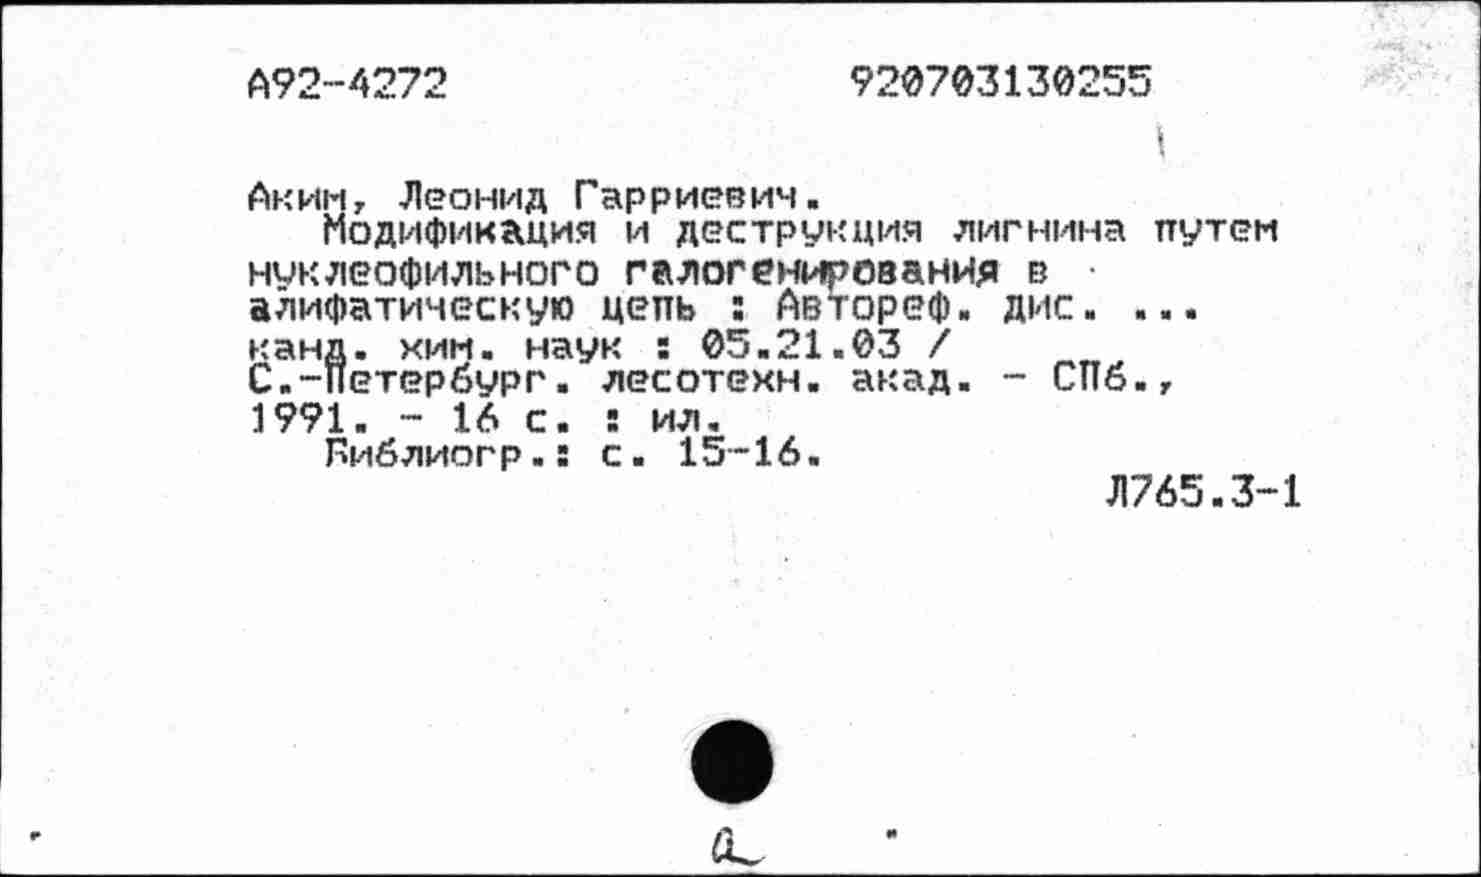 А92-4272 920703130255
Аким, Леонид Гарриевич.
Модификация и деструкция лигнина путем
нуклеофильного галогенирования в
алифатическую цепь : Автореф. дис. ...
канд. хим. наук : 05.21.03 /
С.-Петербург. лесотехн. акад. - СПб.,
1991. - 16 с. : ил.
Библиогр.: с. 15-16.
Л765.3-1
а